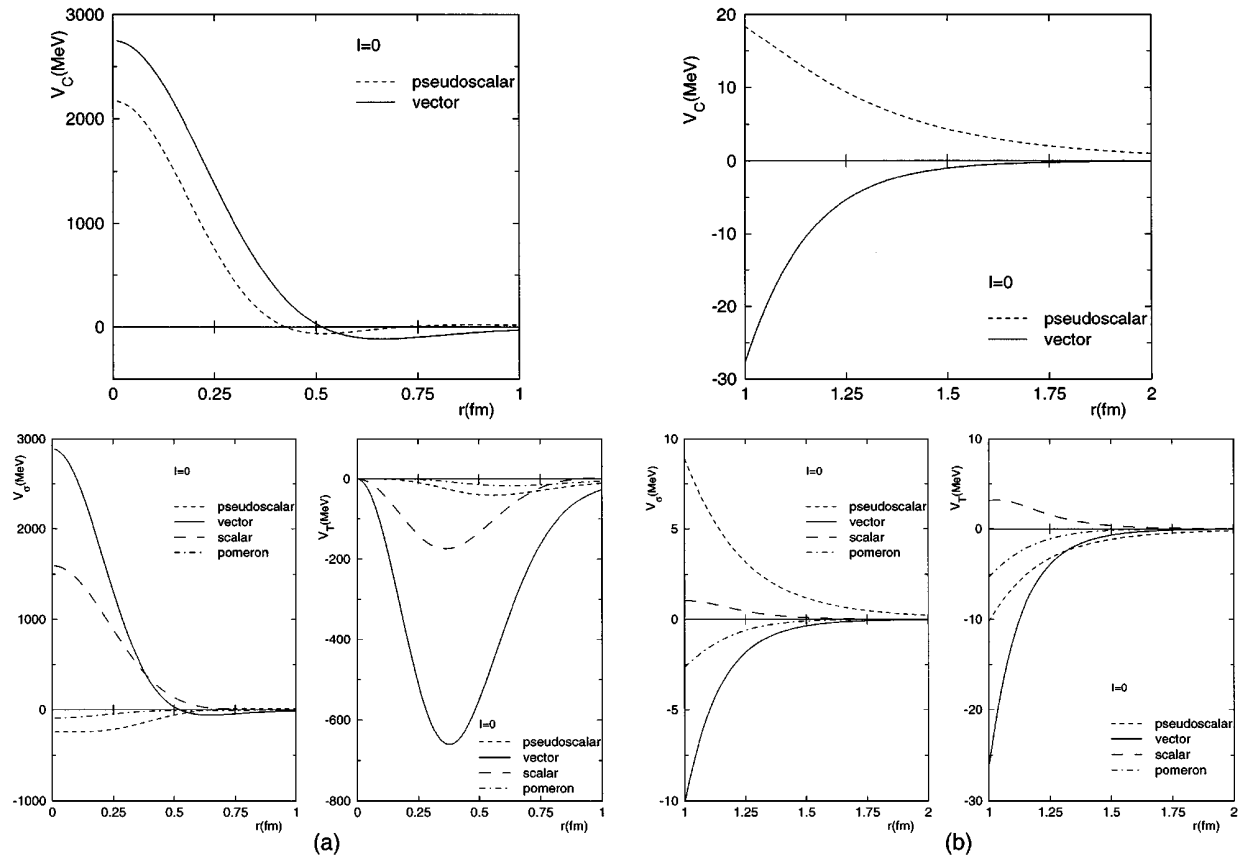 3000
2000
1000
0
V_C(MeV)
I=0
pseudoscalar
vector
0 0.25 0.5 0.75 1
r(fm)
20
10
0
-10
-20
-30
V_C(MeV)
I=0
pseudoscalar
vector
1 1.25 1.5 1.75 2
r(fm)
3000
2000
1000
0
-1000
V_σ(MeV)
I=0
pseudoscalar
vector
scalar
pomeron
0 0.25 0.5 0.75 1
r(fm)
0
-200
-400
-600
-800
V_T(MeV)
I=0
pseudoscalar
vector
scalar
pomeron
0 0.25 0.5 0.75 1
r(fm)
10
5
0
-5
-10
V_σ(MeV)
I=0
pseudoscalar
vector
scalar
pomeron
1 1.25 1.5 1.75 2
r(fm)
10
0
-10
-20
-30
V_T(MeV)
I=0
pseudoscalar
vector
scalar
pomeron
1 1.25 1.5 1.75 2
r(fm)
(a)
(b)